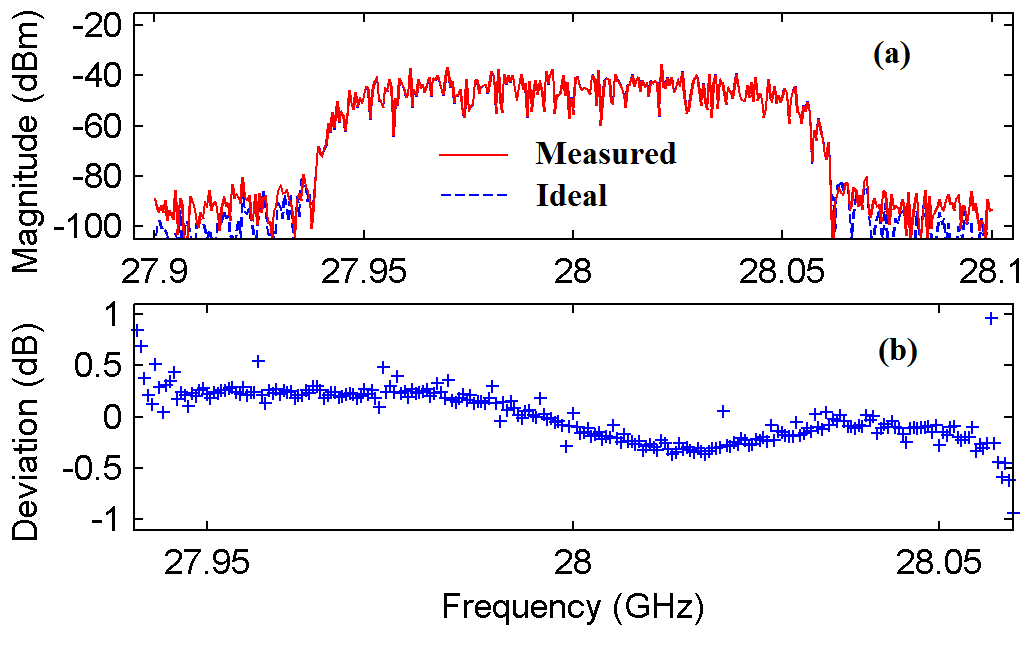 Magnitude (dBm)
-20
-40
-60
-80
-100
(a)
Measured
Ideal
27.9 27.95 28 28.05 28.1
Deviation (dB)
1
0.5
0
-0.5
-1
(b)
27.95 28 28.05
Frequency (GHz)